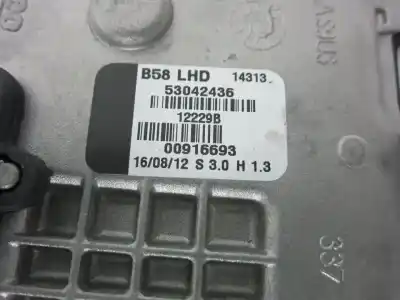 B58 LHD 14313
53042436
12229B
00916693
16/08/12 S 3.0 H 1.3
337